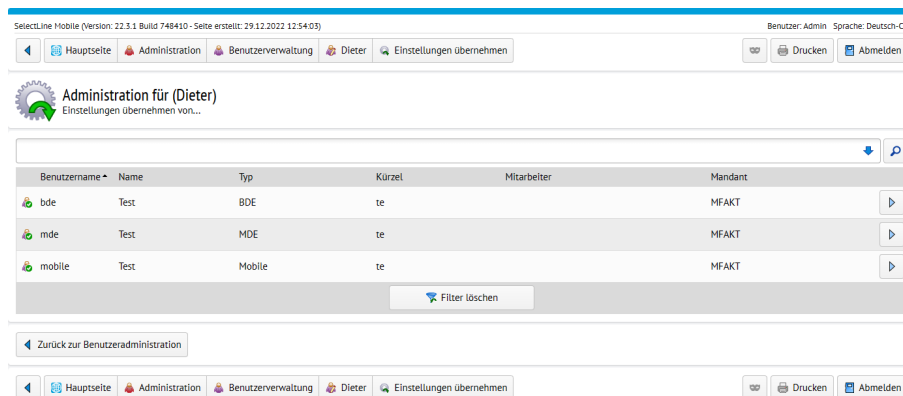 SelectLine Mobile (Version: 22.3.1 Build 748410 - Seite erstellt: 29.12.2022 12:54:03) Benutzer: Admin Sprache: Deutsch-C
Hauptseite Administration Benutzerverwaltung Dieter Einstellungen übernehmen Drucken Abmelden
Administration für (Dieter)
Einstellungen übernehmen von...
Benutzername Name Typ Kürzel Mitarbeiter Mandant
bde Test BDE te MFAKT
mde Test MDE te MFAKT
mobile Test Mobile te MFAKT
Filter löschen
Zurück zur Benutzeradministration
Hauptseite Administration Benutzerverwaltung Dieter Einstellungen übernehmen Drucken Abmelden